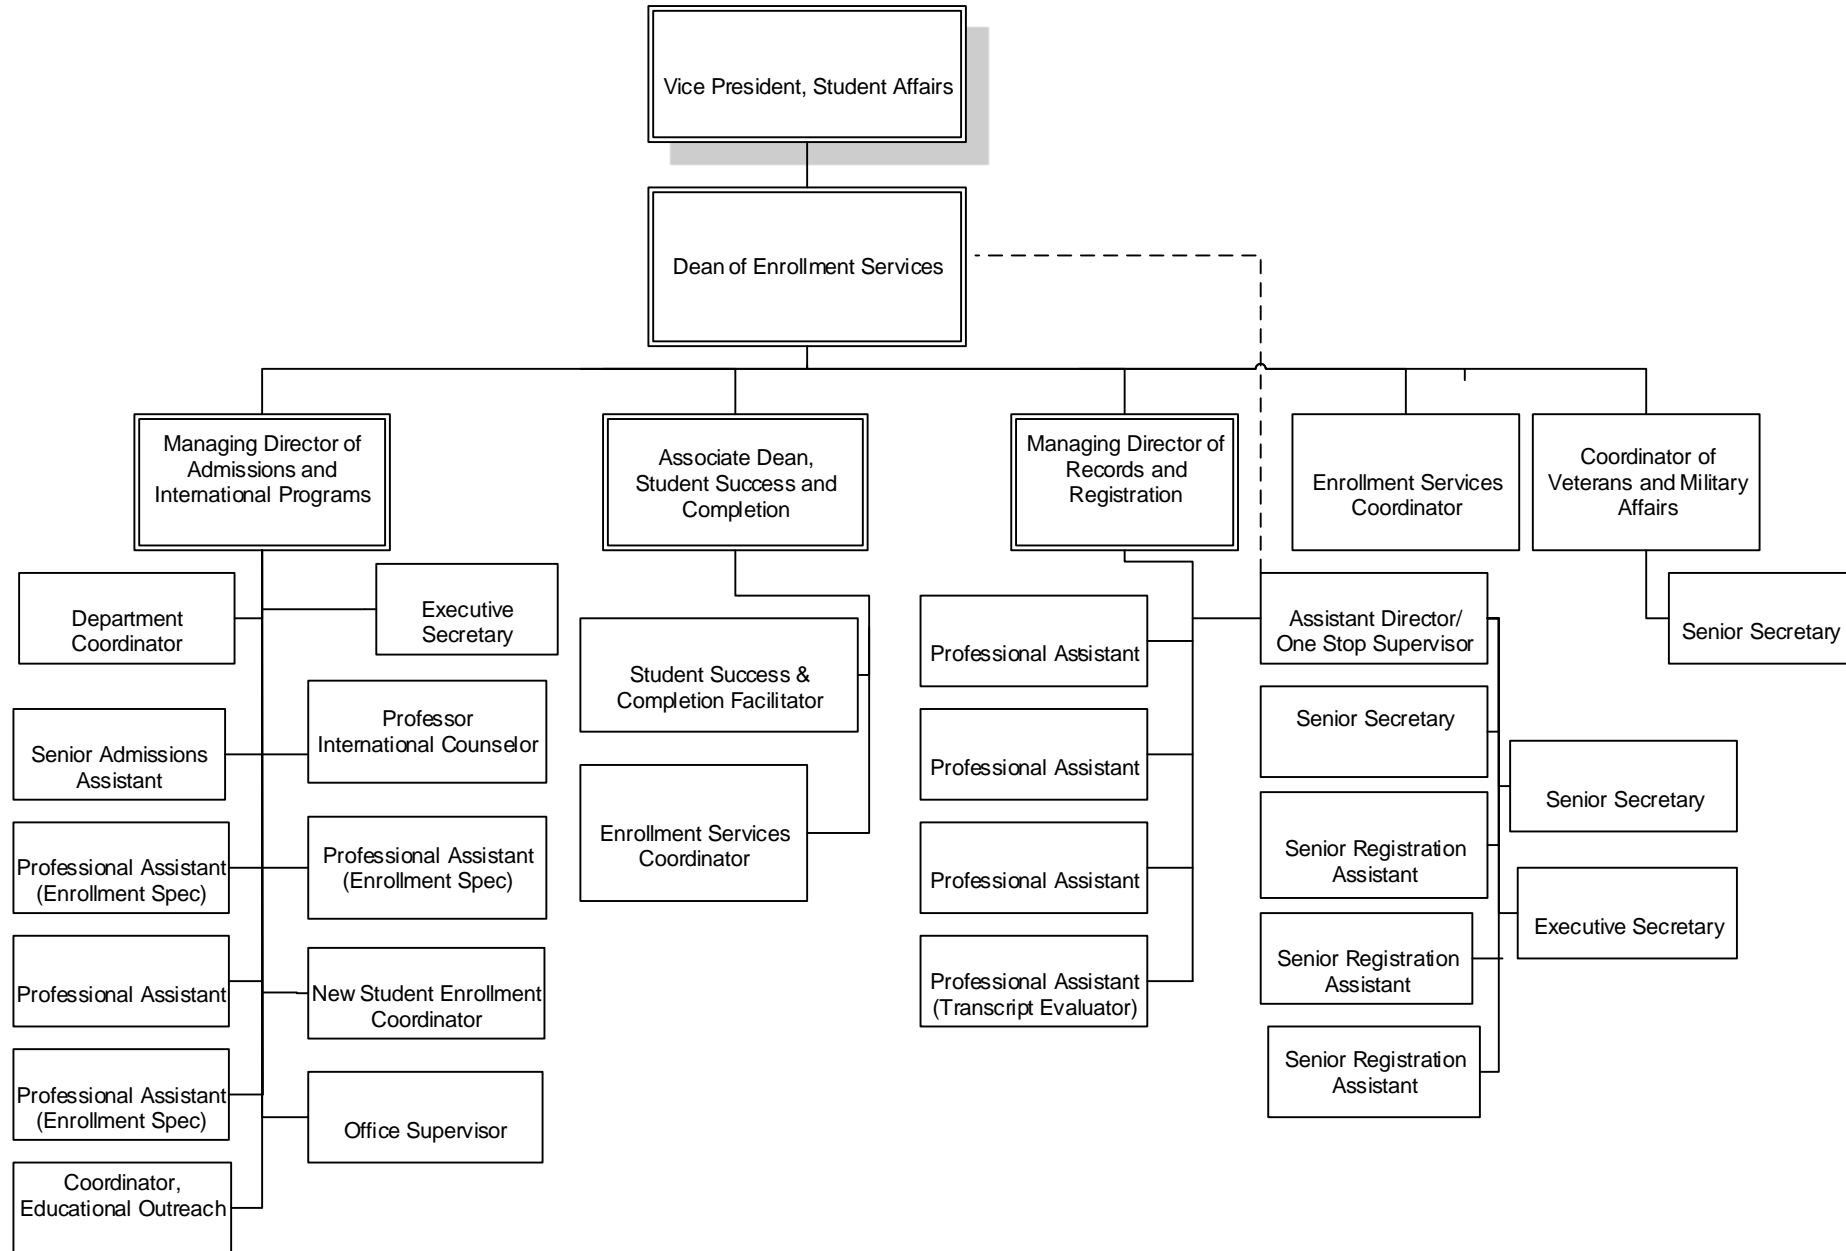 Vice President, Student Affairs
Dean of Enrollment Services
Managing Director of
Admissions and
International Programs
Associate Dean,
Student Success and
Completion
Managing Director of
Records and
Registration
Enrollment Services
Coordinator
Coordinator of
Veterans and Military
Affairs
Department
Coordinator
Executive
Secretary
Senior Admissions
Assistant
Professor
International Counselor
Professional Assistant
(Enrollment Spec)
Professional Assistant
(Enrollment Spec)
Professional Assistant
New Student Enrollment
Coordinator
Professional Assistant
(Enrollment Spec)
Office Supervisor
Coordinator,
Educational Outreach
Student Success &
Completion Facilitator
Enrollment Services
Coordinator
Professional Assistant
Professional Assistant
Professional Assistant
Professional Assistant
(Transcript Evaluator)
Assistant Director/
One Stop Supervisor
Senior Secretary
Senior Secretary
Senior Registration
Assistant
Executive Secretary
Senior Registration
Assistant
Senior Registration
Assistant
Senior Secretary